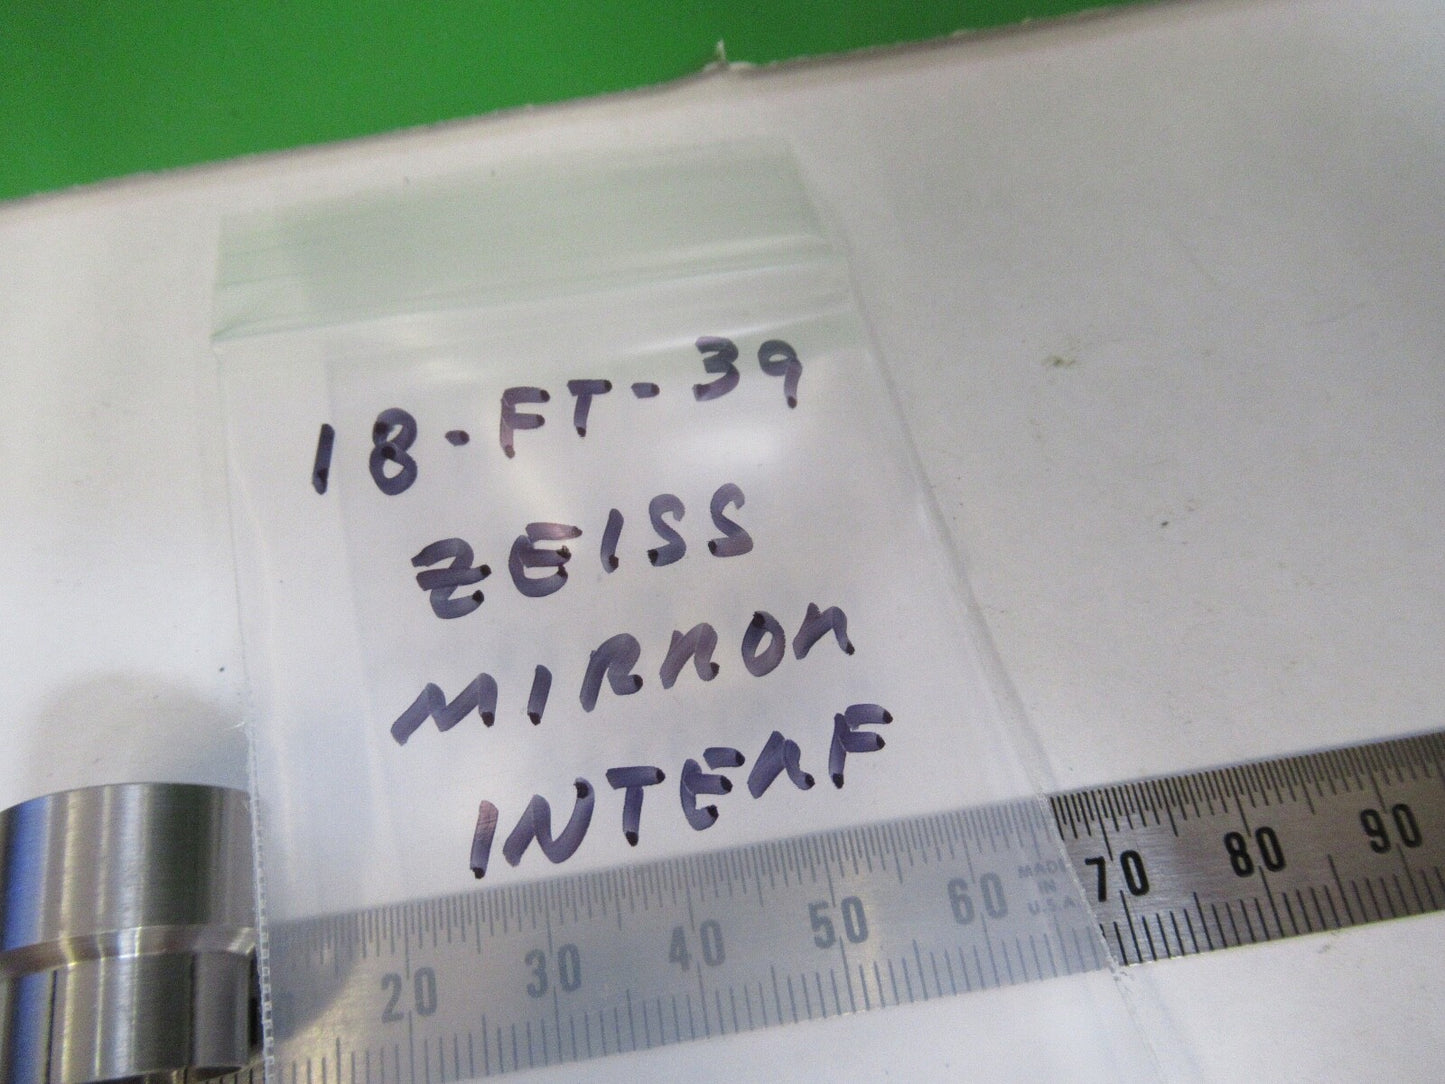 18-FT-39
ZEISS
MIRROR
INTERF
20 30 40 50 60 70 80 90
MADE
IN
U.S.A.